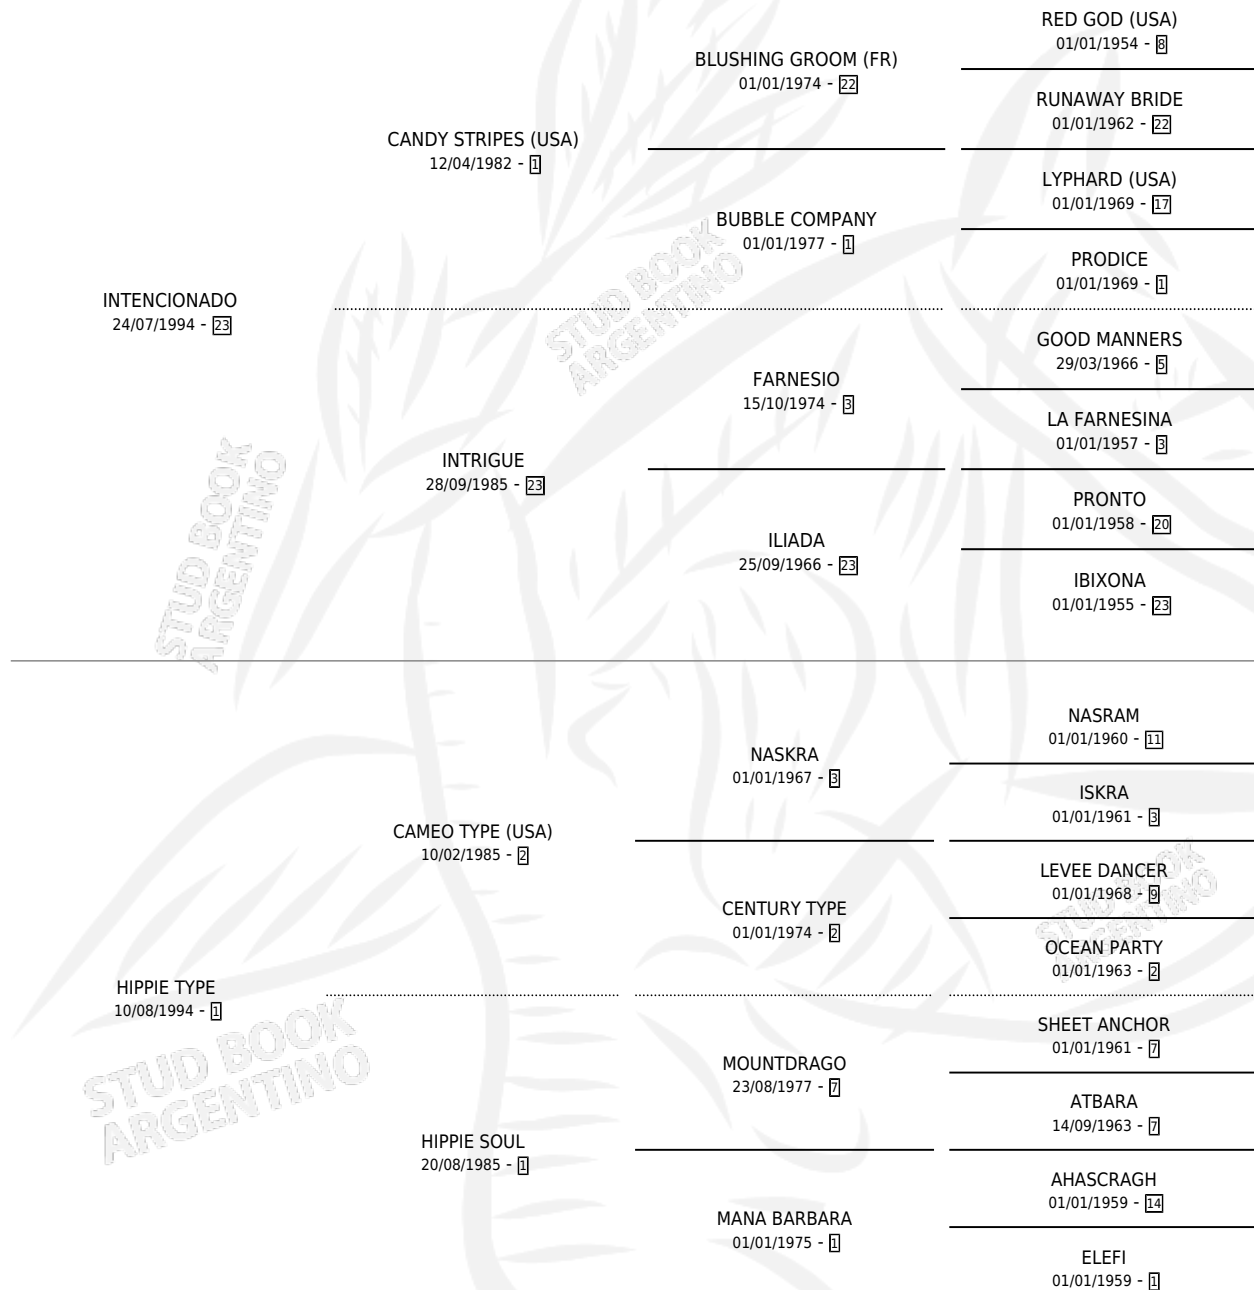 RED GOD (USA)
01/01/1954 - 8
BLUSHING GROOM (FR)
01/01/1974 - 22
RUNAWAY BRIDE
01/01/1962 - 22
CANDY STRIPES (USA)
12/04/1982 - 1
LYPHARD (USA)
01/01/1969 - 17
BUBBLE COMPANY
01/01/1977 - 1
PRODICE
01/01/1969 - 1
INTENCIONADO
24/07/1994 - 23
STUD BOOK
ARGENTINO
GOOD MANNERS
29/03/1966 - 5
FARNESIO
15/10/1974 - 3
LA FARNESINA
01/01/1957 - 3
INTRIGUE
28/09/1985 - 23
PRONTO
01/01/1958 - 20
ILIADA
25/09/1966 - 23
IBIXONA
01/01/1955 - 23
STUD BOOK
ARGENTINO
NASRAM
01/01/1960 - 11
NASKRA
01/01/1967 - 3
ISKRA
01/01/1961 - 3
CAMEO TYPE (USA)
10/02/1985 - 2
LEVEE DANCER
01/01/1968 - 9
CENTURY TYPE
01/01/1974 - 2
STUD BOOK
ARGENTINO
OCEAN PARTY
01/01/1963 - 2
HIPPIE TYPE
10/08/1994 - 1
STUD BOOK
ARGENTINO
SHEET ANCHOR
01/01/1961 - 7
MOUNTDRAGO
23/08/1977 - 7
ATBARA
14/09/1963 - 7
HIPPIE SOUL
20/08/1985 - 1
AHASCRAGH
01/01/1959 - 14
MANA BARBARA
01/01/1975 - 1
ELEFI
01/01/1959 - 1